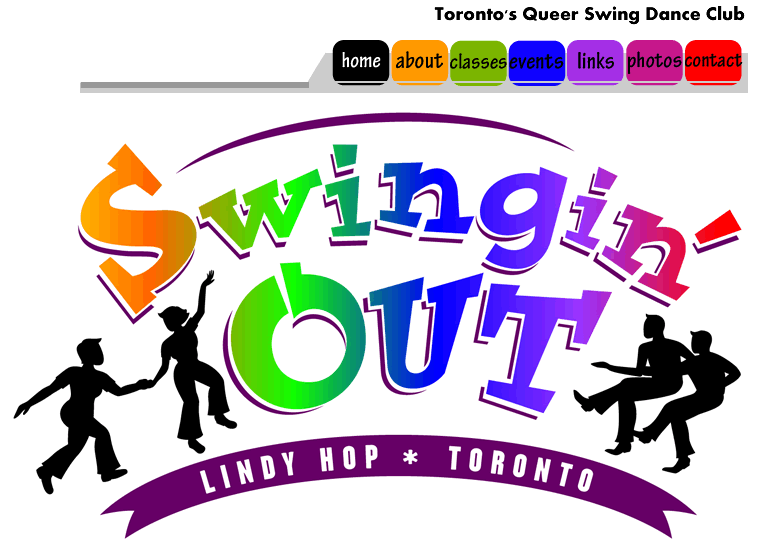 Toronto's Queer Swing Dance Club
home about classes events links photos contact
Swingin'
OUT
LINDY HOP * TORONTO